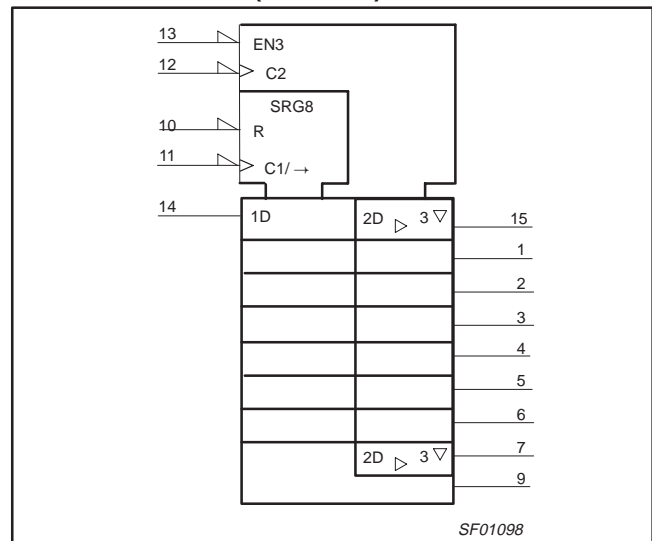 13 EN3
12 C2
SRG8
10 R
11 C1/ →
14 1D 2D ▷ 3 ▽ 15
1
2
3
4
5
6
2D ▷ 3 ▽ 7
9
SF01098